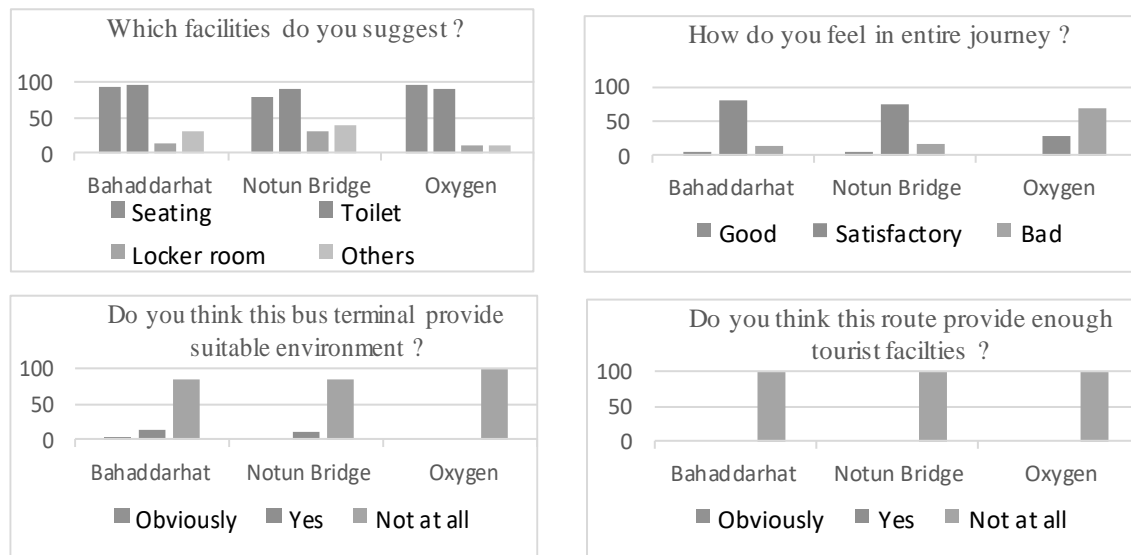 Which facilities do you suggest ?
100
50
0
Bahaddarhat Notun Bridge Oxygen
Seating Toilet
Locker room Others
How do you feel in entire journey ?
100
50
0
Bahaddarhat Notun Bridge Oxygen
Good Satisfactory Bad
Do you think this bus terminal provide
suitable environment ?
100
50
0
Bahaddarhat Notun Bridge Oxygen
Obviously Yes Not at all
Do you think this route provide enough
tourist facilties ?
100
50
0
Bahaddarhat Notun Bridge Oxygen
Obviously Yes Not at all